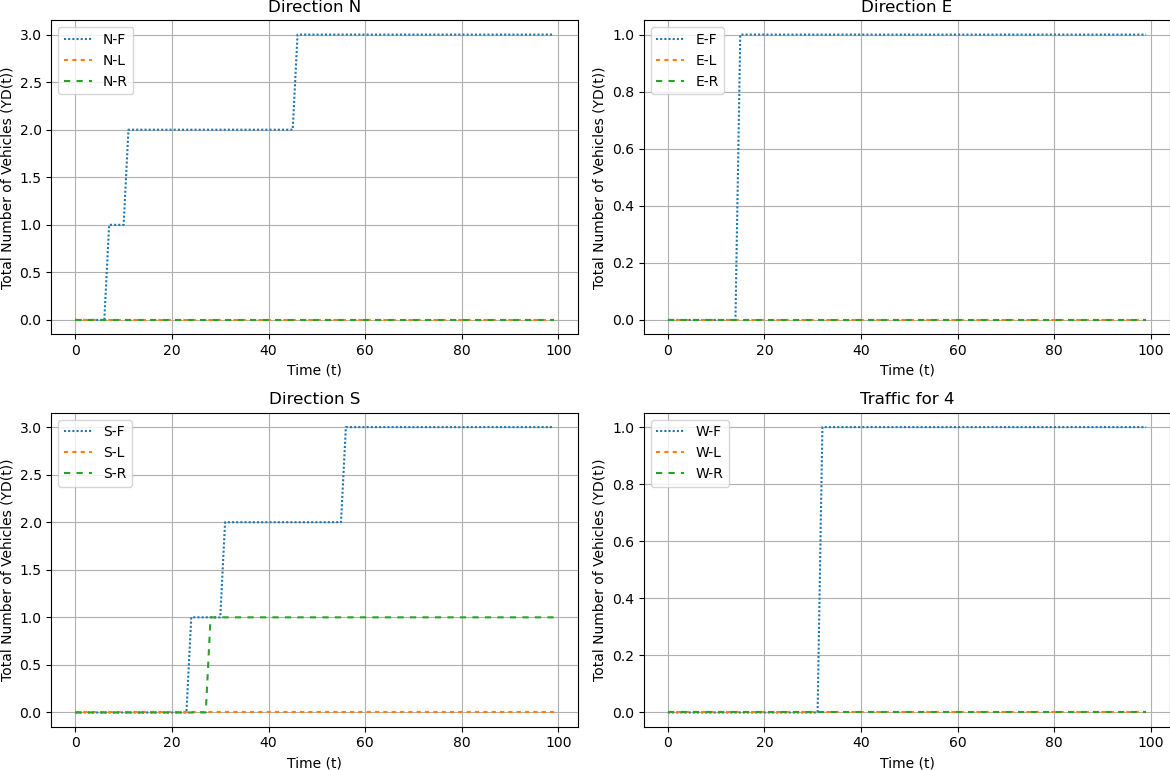 Direction N
Total Number of Vehicles (YD(t))
3.0
2.5
2.0
1.5
1.0
0.5
0.0
N-F
N-L
N-R
0 20 40 60 80 100
Time (t)
Direction E
Total Number of Vehicles (YD(t))
1.0
0.8
0.6
0.4
0.2
0.0
E-F
E-L
E-R
0 20 40 60 80 100
Time (t)
Direction S
Total Number of Vehicles (YD(t))
3.0
2.5
2.0
1.5
1.0
0.5
0.0
S-F
S-L
S-R
0 20 40 60 80 100
Time (t)
Traffic for 4
Total Number of Vehicles (YD(t))
1.0
0.8
0.6
0.4
0.2
0.0
W-F
W-L
W-R
0 20 40 60 80 100
Time (t)